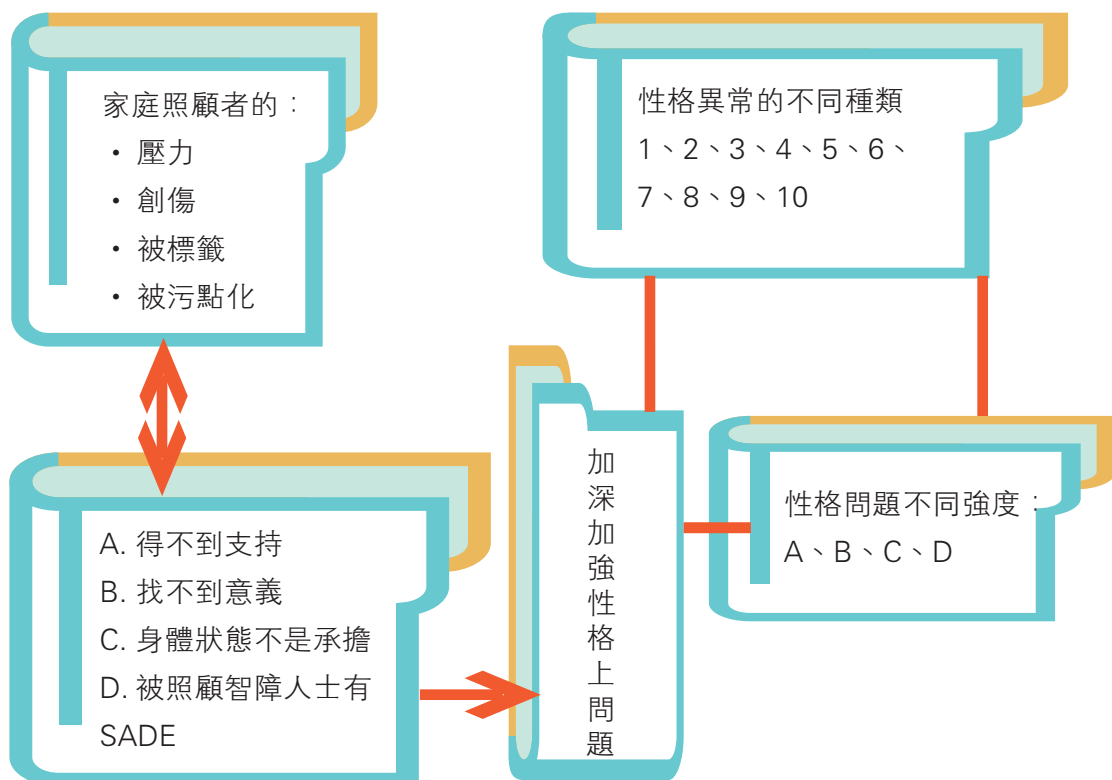 家庭照顧者的：
・ 壓力
・ 創傷
・ 被標籤
・ 被污點化
性格異常的不同種類
1、2、3、4、5、6、
7、8、9、10
A. 得不到支持
B. 找不到意義
C. 身體狀態不是承擔
D. 被照顧智障人士有
SADE
加深加強性格上問題
性格問題不同強度：
A、B、C、D